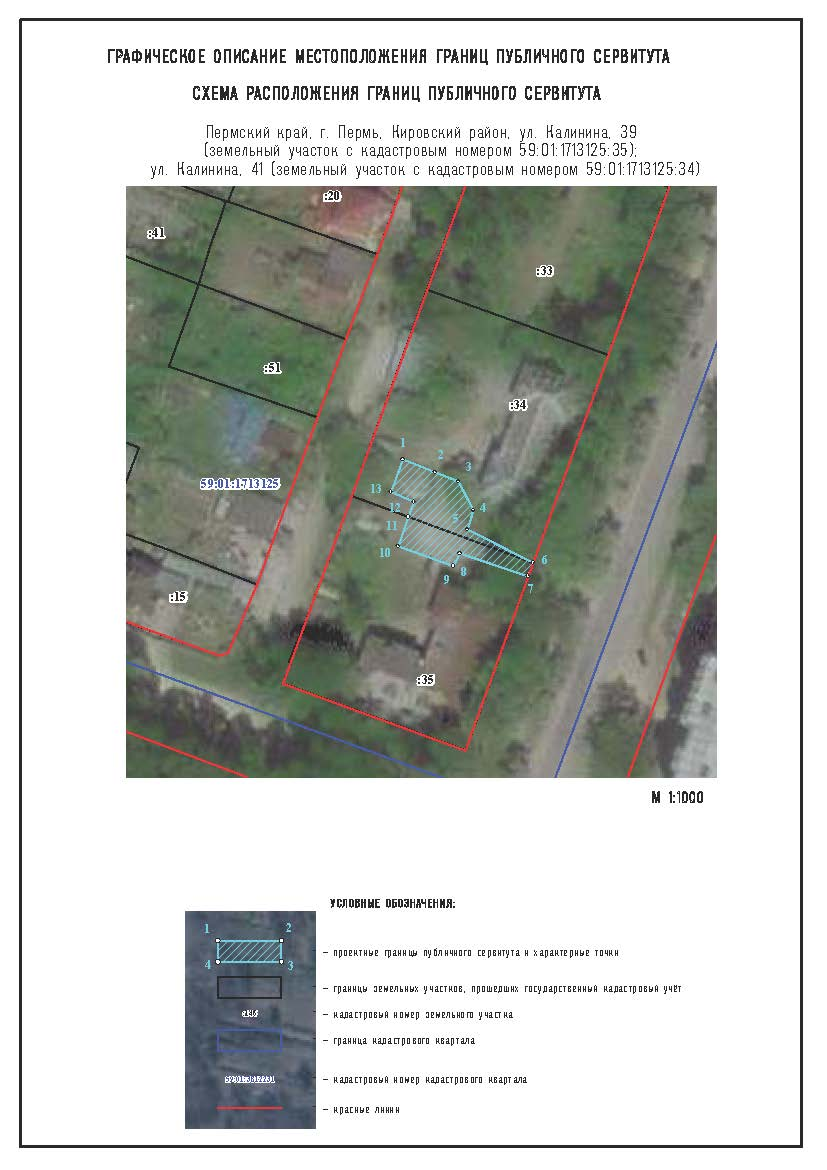 ГРАФИЧЕСКОЕ ОПИСАНИЕ МЕСТОПОЛОЖЕНИЯ ГРАНИЦ ПУБЛИЧНОГО СЕРВИТУТА
СХЕМА РАСПОЛОЖЕНИЯ ГРАНИЦ ПУБЛИЧНОГО СЕРВИТУТА
Пермский край, г. Пермь, Кировский район, ул. Калинина, 39
(земельный участок с кадастровым номером 59:01:1713125:35);
ул. Калинина, 41 (земельный участок с кадастровым номером 59:01:1713125:34)
:20
:41
:33
:51
:34
1
2
3
59:01:1713125
13
12
4
11
5
10
6
8
9
7
:15
:35
М 1:1000
УСЛОВНЫЕ ОБОЗНАЧЕНИЯ:
1 2
4 3
– проектные границы публичного сервитута и характерные точки
– границы земельных участков, прошедших государственный кадастровый учёт
– кадастровый номер земельного участка
– граница кадастрового квартала
– кадастровый номер кадастрового квартала
– красные линии